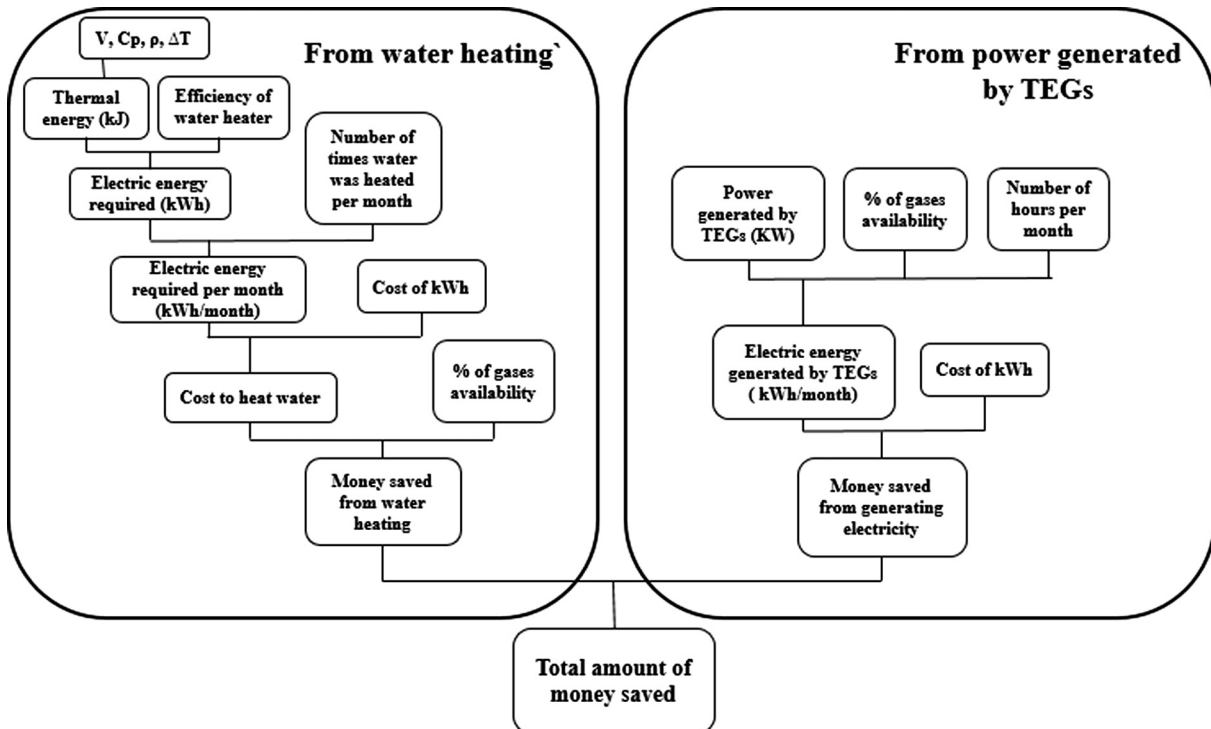 From water heating`
V, Cp, ρ, ΔT
Thermal
energy (kJ)
Efficiency of
water heater
Number of
times water
was heated
per month
Electric energy
required (kWh)
Electric energy
required per month
(kWh/month)
Cost of kWh
Cost to heat water
% of gases
availability
Money saved
from water
heating
From power generated
by TEGs
Power
generated by
TEGs (KW)
% of gases
availability
Number of
hours per
month
Electric energy
generated by TEGs
( kWh/month)
Cost of kWh
Money saved
from generating
electricity
Total amount of
money saved